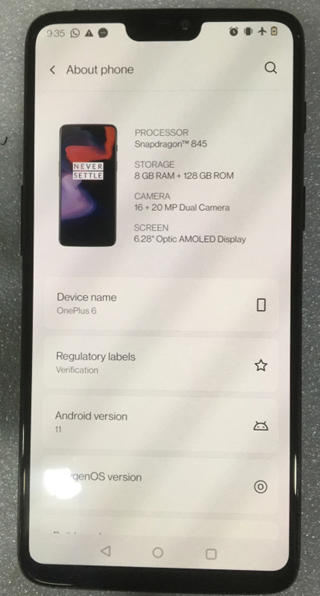 9:35
About phone
PROCESSOR
Snapdragon™ 845
STORAGE
8 GB RAM + 128 GB ROM
CAMERA
16 + 20 MP Dual Camera
SCREEN
6.28" Optic AMOLED Display
NEVER
SETTLE
Device name
OnePlus 6
Regulatory labels
Verification
Android version
11
version